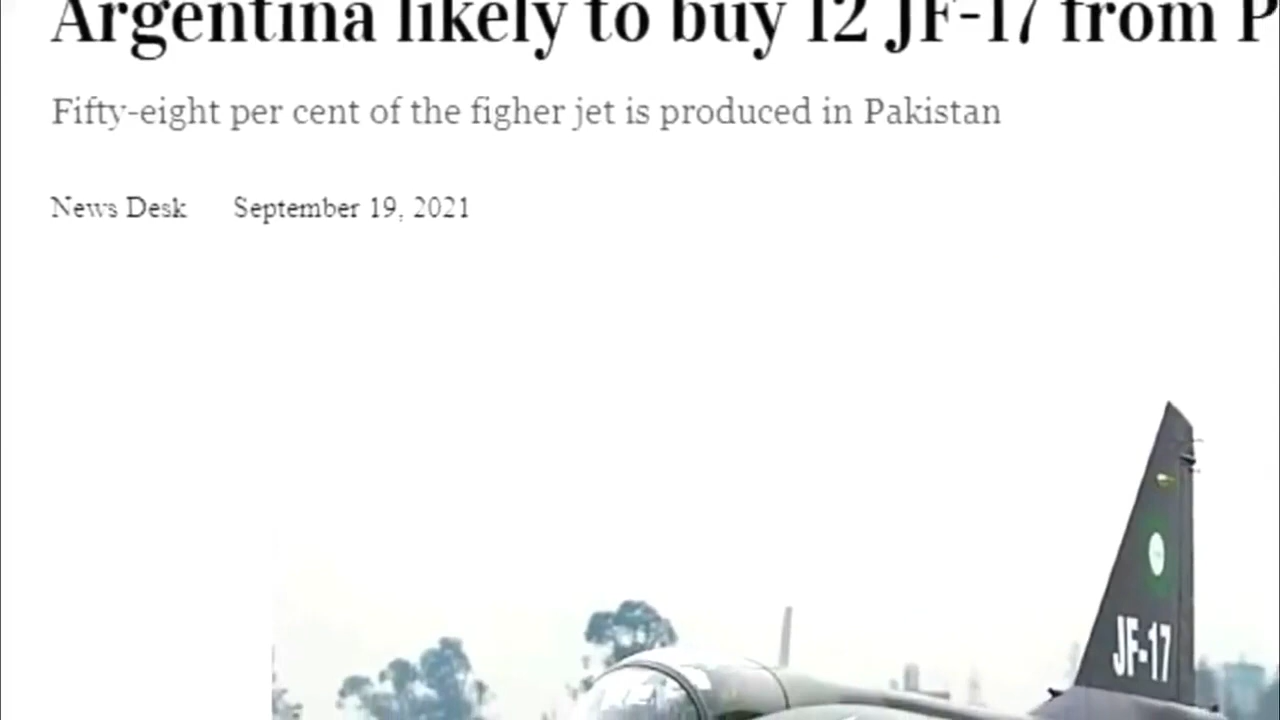 Argentina likely to buy 12 JF-17 from P
Fifty-eight per cent of the figher jet is produced in Pakistan
News Desk September 19, 2021
JF-17